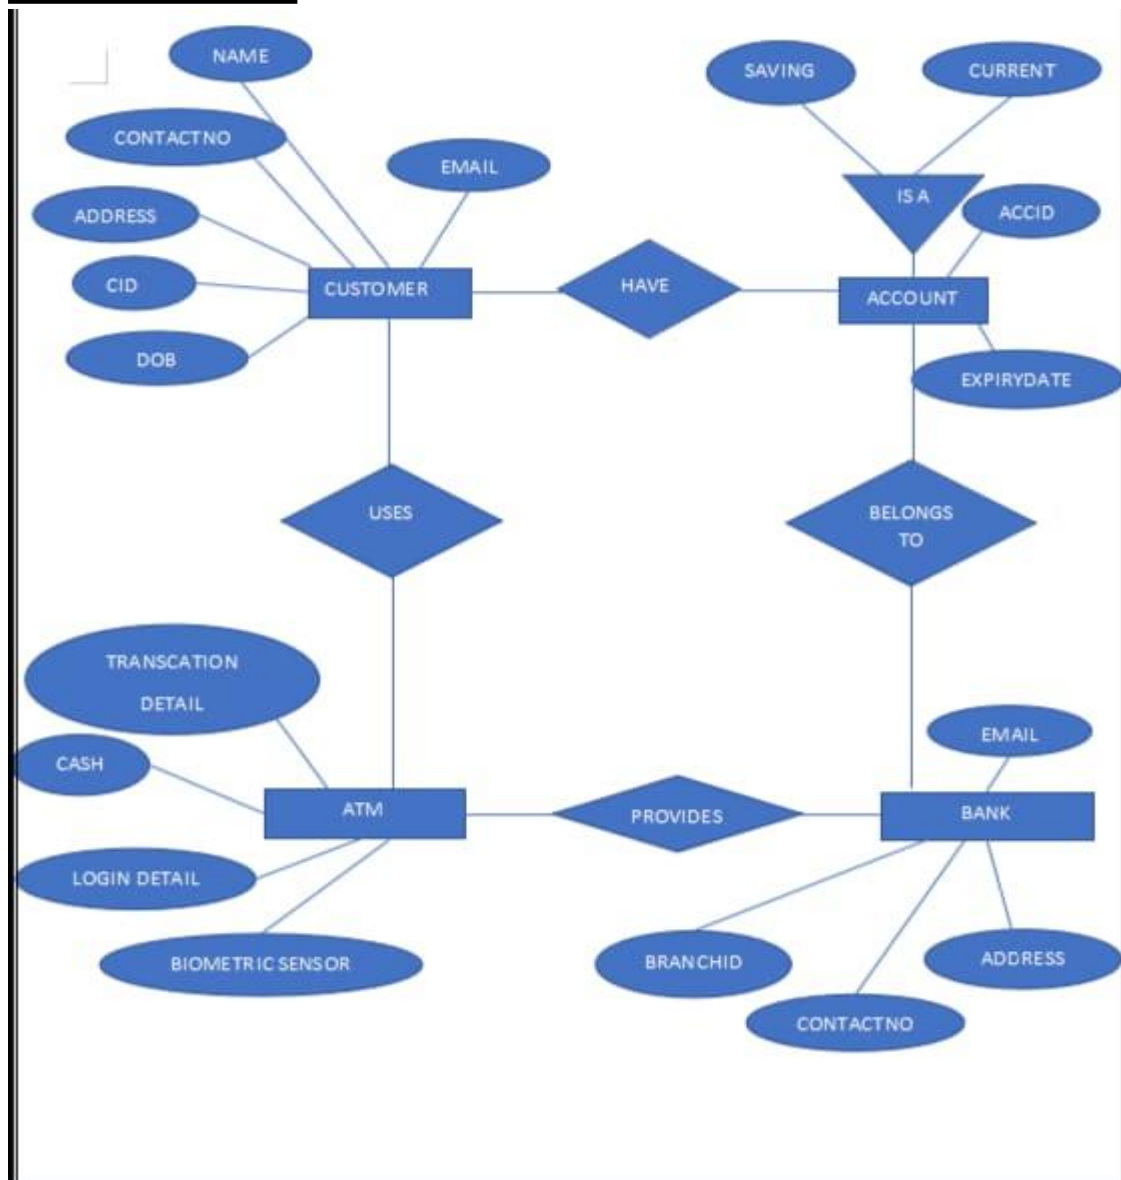 NAME
SAVING
CURRENT
CONTACTNO
EMAIL
IS A
ADDRESS
ACCID
CID
CUSTOMER
HAVE
ACCOUNT
DOB
EXPIRYDATE
USES
BELONGS
TO
TRANSCATION
DETAIL
EMAIL
CASH
ATM
PROVIDES
BANK
LOGIN DETAIL
BIOMETRIC SENSOR
BRANCHID
ADDRESS
CONTACTNO